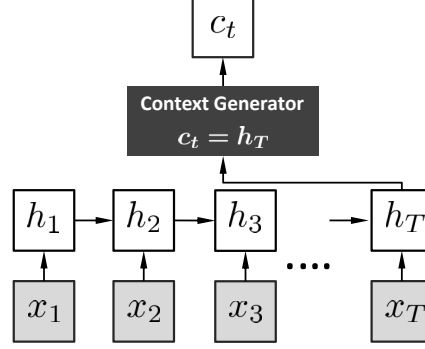 c_t
Context Generator
c_t = h_T
h_1 h_2 h_3 h_T
....
x_1 x_2 x_3 x_T